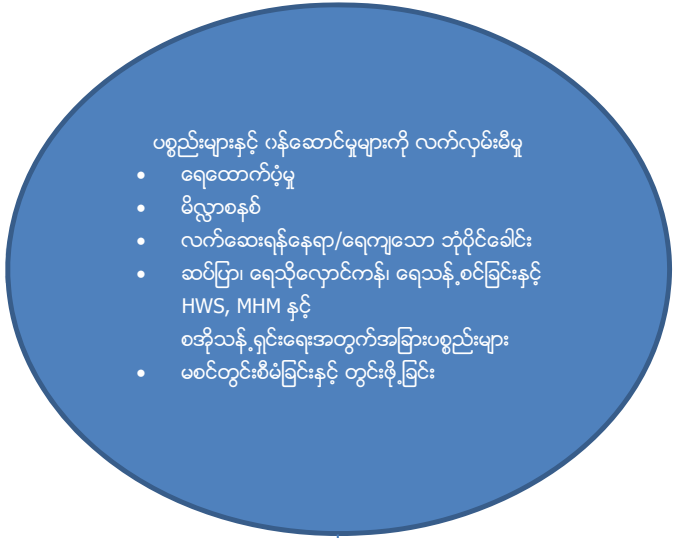 ပစ္စည်းများနှင့် ဝန်ဆောင်မှုများကို လက်လှမ်းမီမှု
• ရေထောက်ပံ့မှု
• မိလ္လာစနစ်
• လက်ဆေးရန်နေရာ/ရေကျသော ဘုံပိုင်ခေါင်း
• ဆပ်ပြာ၊ ရေသိုလှောင်ကန်၊ ရေသန့်စင်ခြင်းနှင့်
HWS, MHM နှင့်
စအိုသန့်ရှင်းရေးအတွက်အခြားပစ္စည်းများ
• မစင်တွင်းစီမံခြင်းနှင့် တွင်းဖို့ခြင်း